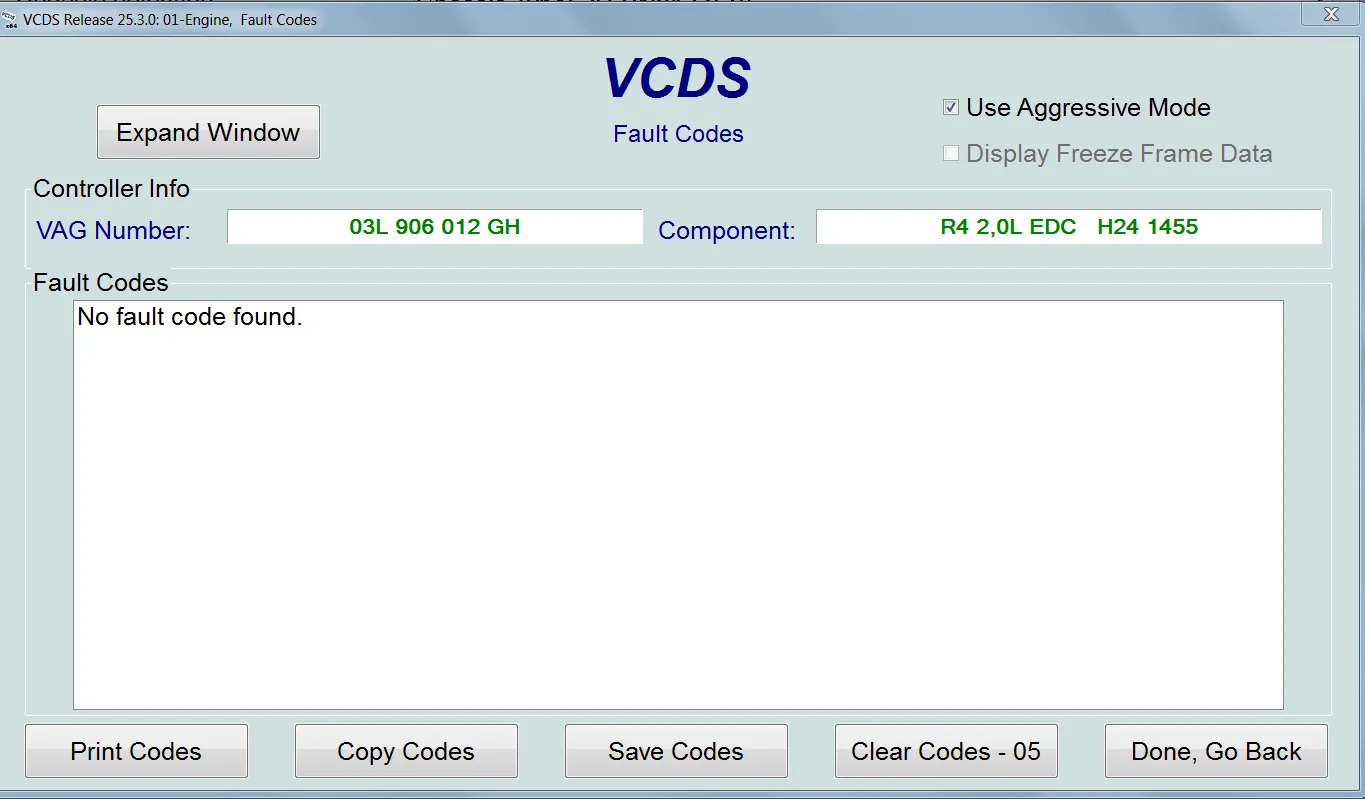 VCDS Release 25.3.0: 01-Engine, Fault Codes
VCDS
Fault Codes
Expand Window
Use Aggressive Mode
Display Freeze Frame Data
Controller Info
VAG Number: 03L 906 012 GH Component: R4 2,0L EDC H24 1455
Fault Codes
No fault code found.
Print Codes Copy Codes Save Codes Clear Codes - 05 Done, Go Back